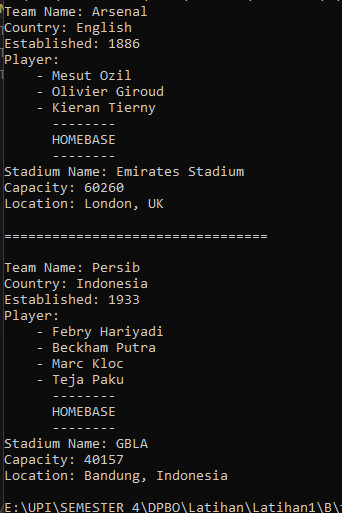 Team Name: Arsenal
Country: English
Established: 1886
Player:
    - Mesut Ozil
    - Olivier Giroud
    - Kieran Tierny
      --------
      HOMEBASE
      --------
Stadium Name: Emirates Stadium
Capacity: 60260
Location: London, UK

=================================

Team Name: Persib
Country: Indonesia
Established: 1933
Player:
    - Febry Hariyadi
    - Beckham Putra
    - Marc Kloc
    - Teja Paku
      --------
      HOMEBASE
      --------
Stadium Name: GBLA
Capacity: 40157
Location: Bandung, Indonesia

E:\UPI\SEMESTER 4\DPBO\Latihan\Latihan1\B\